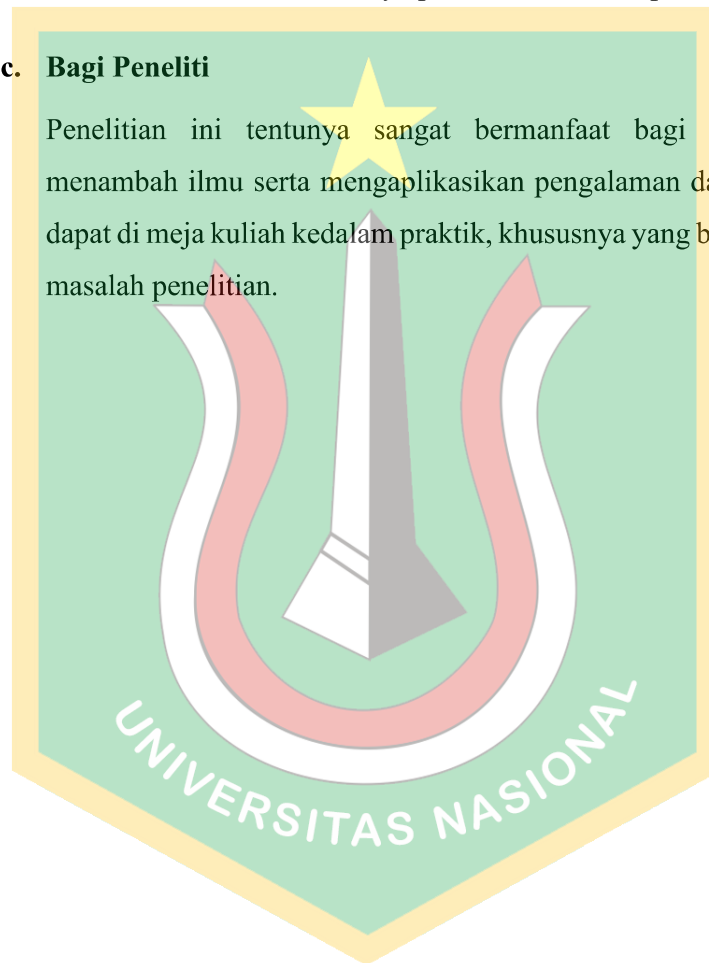 c. Bagi Peneliti
Penelitian ini tentunya sangat bermanfaat bagi
menambah ilmu serta mengaplikasikan pengalaman
dapat di meja kuliah kedalam praktik, khususnya yang
masalah penelitian.
UNIVERSITAS NASIONAL